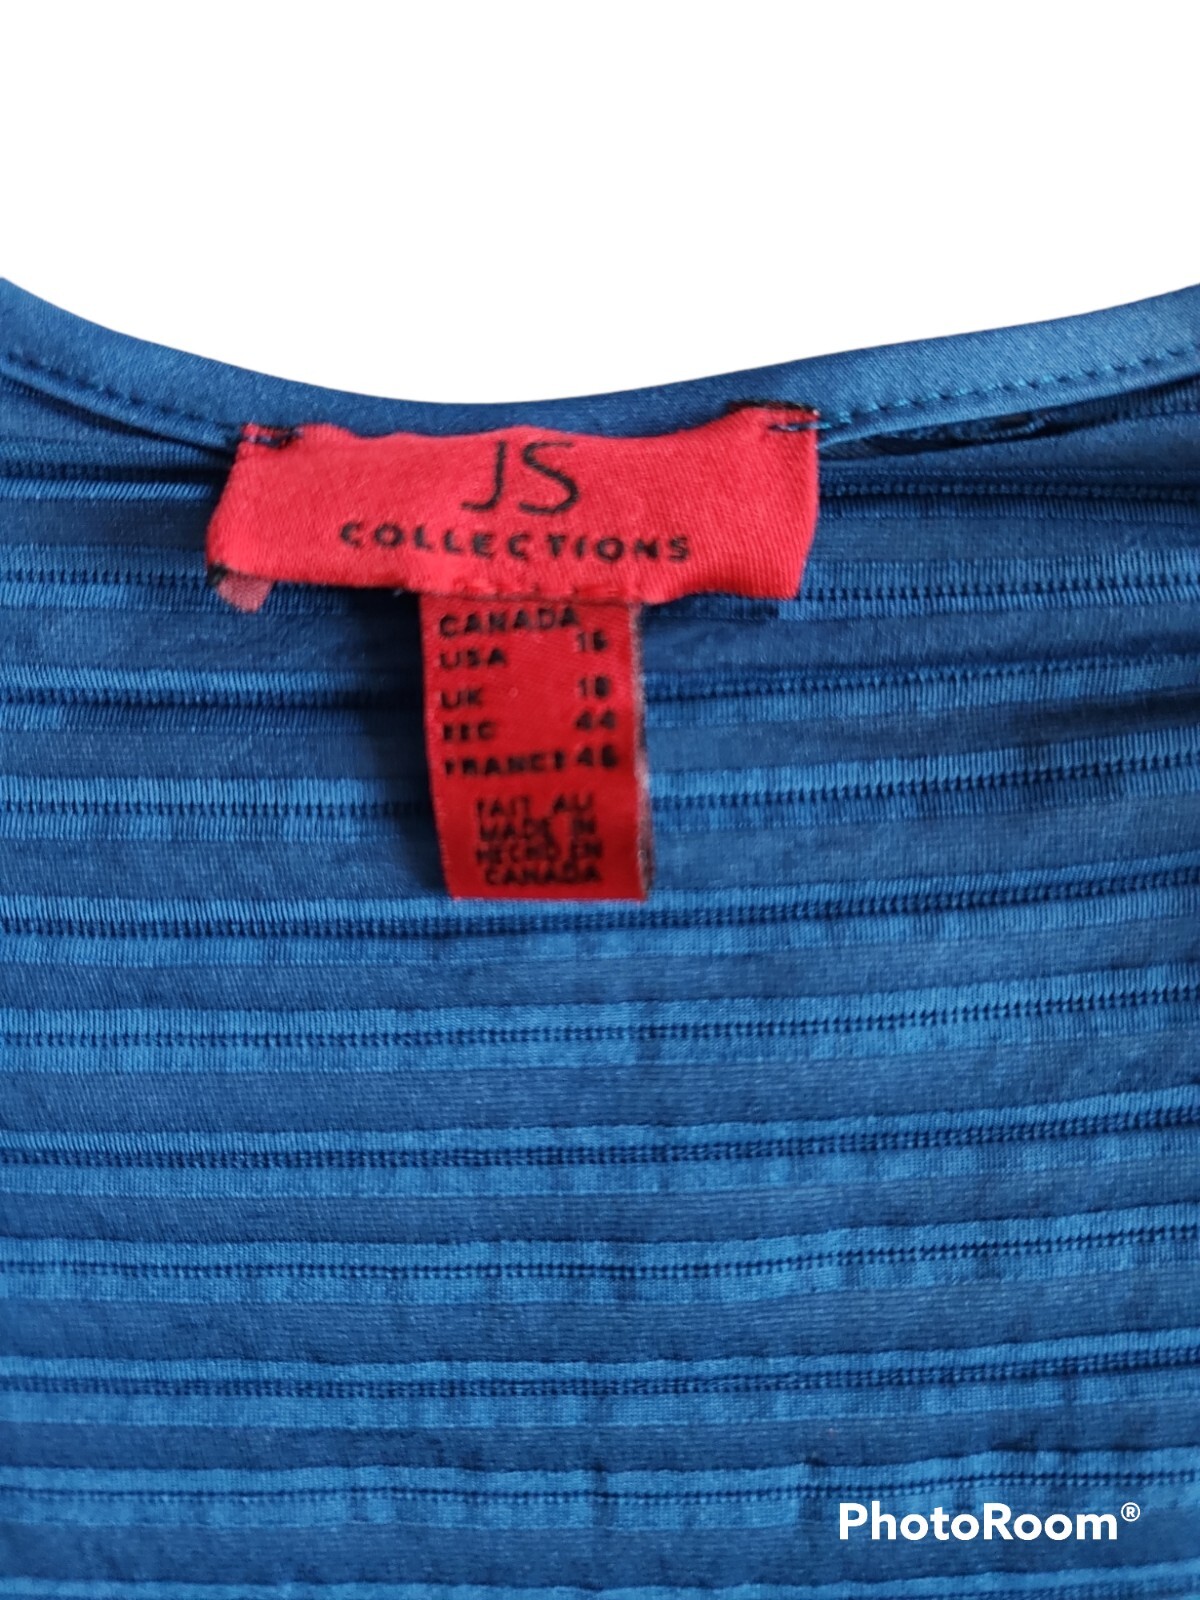 JS
COLLECTIONS
CANADA
USA 16
UK 18
EEC 44
FRANCE 46
FAIT AU
MADE IN
HECHO EN
CANADA
PhotoRoom®